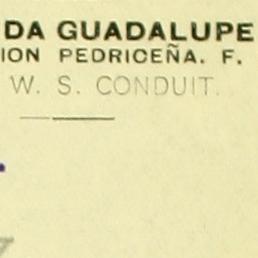 DA GUADALUPE
ION PEDRICEÑA. F.
W. S. CONDUIT.